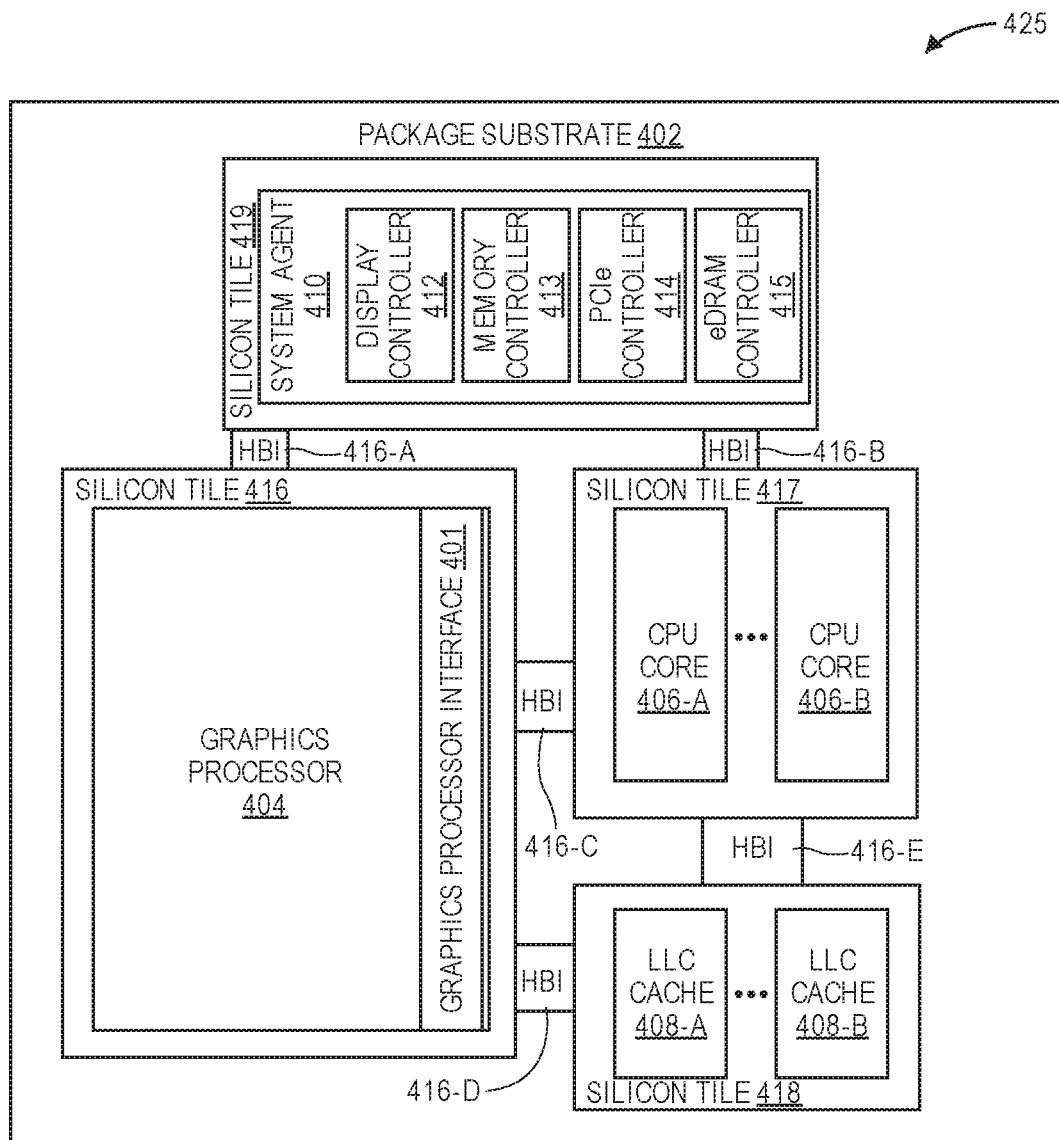 425
PACKAGE SUBSTRATE 402
SILICON TILE 419
SYSTEM AGENT
410
DISPLAY
CONTROLLER
412
MEMORY
CONTROLLER
413
PCIe
CONTROLLER
414
eDRAM
CONTROLLER
415
HBI
416-A
HBI
416-B
SILICON TILE 416
GRAPHICS
PROCESSOR
404
GRAPHICS PROCESSOR INTERFACE 401
SILICON TILE 417
CPU
CORE
406-A
CPU
CORE
406-B
HBI
416-C
HBI
416-E
HBI
416-D
LLC
CACHE
408-A
LLC
CACHE
408-B
SILICON TILE 418